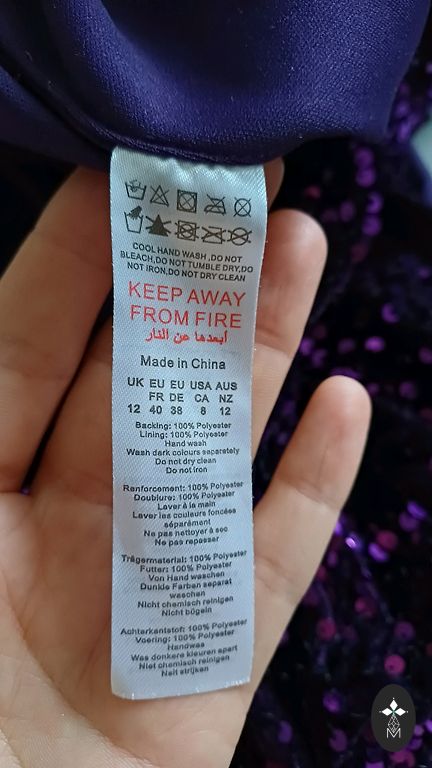 COOL HAND WASH ,DO NOT
BLEACH,DO NOT TUMBLE DRY,DO
NOT IRON,DO NOT DRY CLEAN
KEEP AWAY
FROM FIRE
أبعدها عن النار
Made in China
UK EU EU USA AUS
FR DE CA NZ
12 40 38 8 12
Backing: 100% Polyester
Lining: 100% Polyester
Hand wash
Wash dark colours separately
Do not dry clean
Do not iron
Renforcement: 100% Polyester
Doublure: 100% Polyester
Laver à la main
Laver les couleurs foncées
séparément
Ne pas nettoyer à sec
Ne pas repasser
Trägermaterial: 100% Polyester
Futter: 100% Polyester
Von Hand waschen
Dunkle Farben separat
waschen
Nicht chemisch reinigen
Nicht bügeln
Achterkantstof: 100% Polyester
Voering: 100% Polyester
Handwas
Was donkere kleuren apart
Niet chemisch reinigen
Neit strijken
M